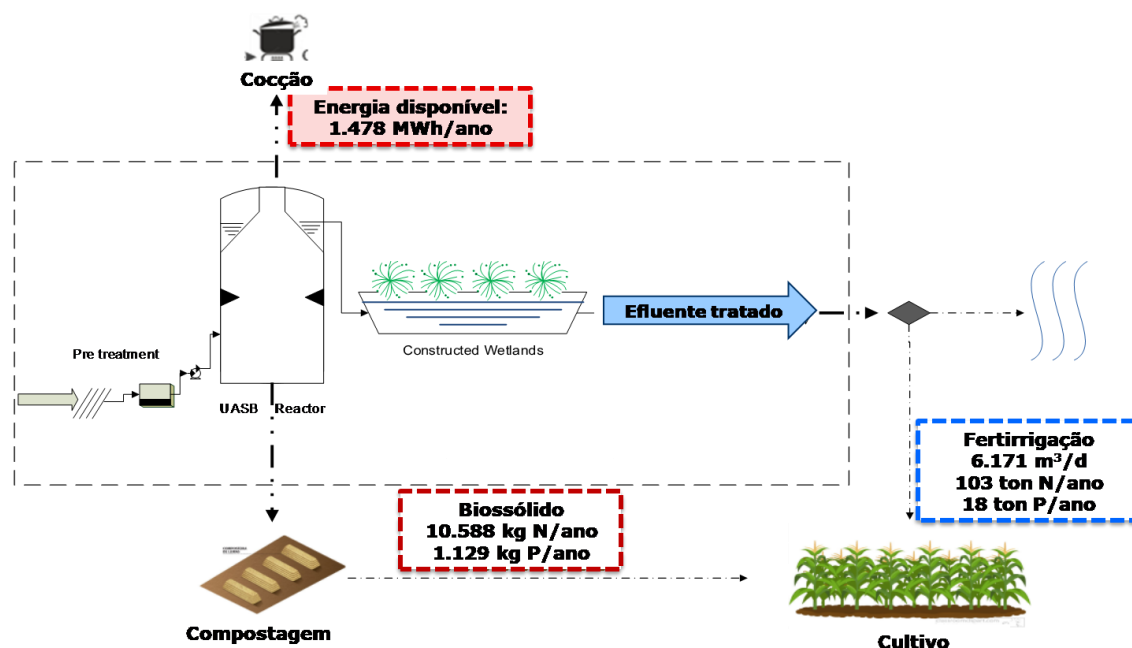 Cocção
Energia disponível:
1.478 MWh/ano
Pre treatment
UASB Reactor
Constructed Wetlands
Efluente tratado
Fertirrigação
6.171 m³/d
103 ton N/ano
18 ton P/ano
Biossólido
10.588 kg N/ano
1.129 kg P/ano
Compostagem
Cultivo